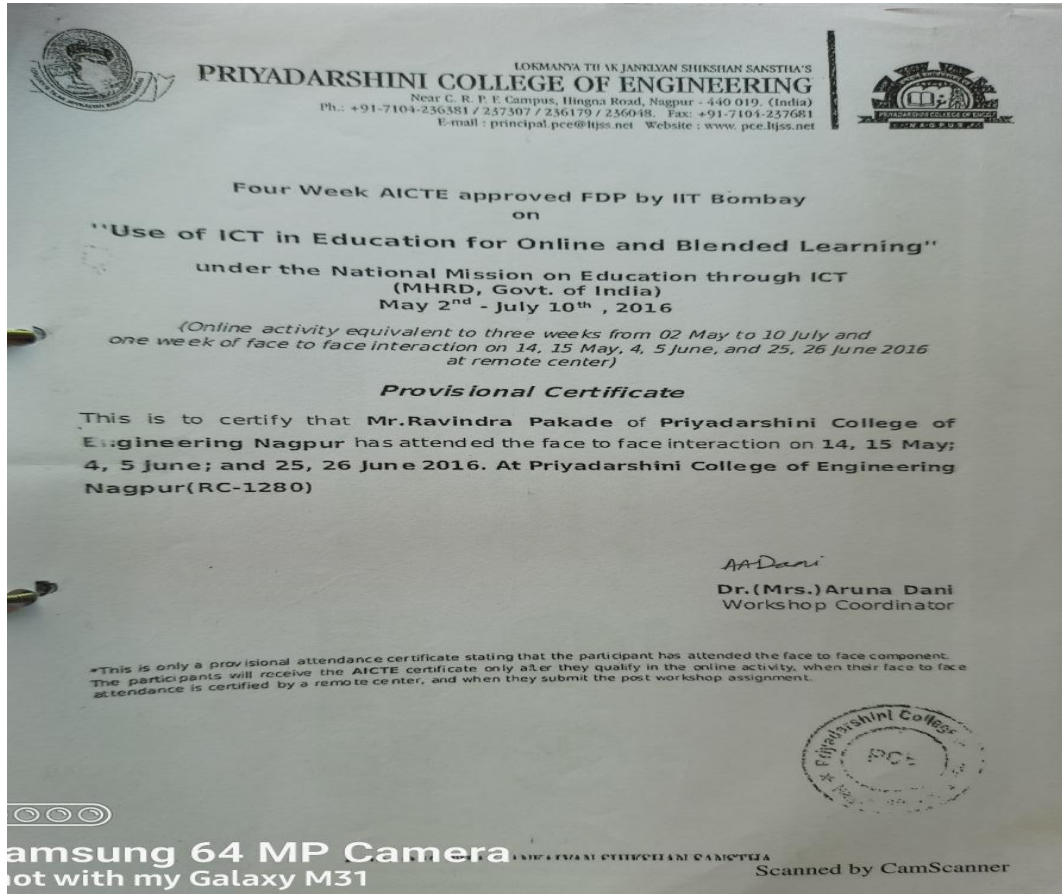 LOKMANYA TILAK JANKLYAN SHIKSHAN SANSTHA'S
PRIYADARSHINI COLLEGE OF ENGINEERING
Near C. R. P. F. Campus, Hingna Road, Nagpur - 440 019. (India)
Ph.: +91-7104-236381 / 237307 / 236179 / 236048. Fax: +91-7104-237681
E-mail : principal.pce@ltjss.net Website : www. pce.ltjss.net
PRIYADARSHINI COLLEGE OF ENGG.
NAGPUR
Four Week AICTE approved FDP by IIT Bombay
on
''Use of ICT in Education for Online and Blended Learning''
under the National Mission on Education through ICT
(MHRD, Govt. of India)
May 2nd - July 10th , 2016
(Online activity equivalent to three weeks from 02 May to 10 July and
one week of face to face interaction on 14, 15 May, 4, 5 June, and 25, 26 June 2016
at remote center)
Provisional Certificate
This is to certify that Mr.Ravindra Pakade of Priyadarshini College of
Engineering Nagpur has attended the face to face interaction on 14, 15 May;
4, 5 June; and 25, 26 June 2016. At Priyadarshini College of Engineering
Nagpur(RC-1280)
AADani
Dr.(Mrs.)Aruna Dani
Workshop Coordinator
*This is only a provisional attendance certificate stating that the participant has attended the face to face component.
The participants will receive the AICTE certificate only after they qualify in the online activity, when their face to face
attendance is certified by a remote center, and when they submit the post workshop assignment.
Priyadarshini College
PCE
SHIKSHAN SANSTHA
amsung 64 MP Camera
hot with my Galaxy M31
Scanned by CamScanner